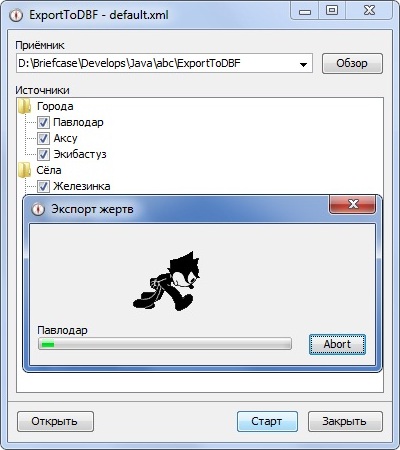 ExportToDBF - default.xml
Приёмник
D:\Briefcase\Develops\Java\abc\ExportToDBF
Обзор
Источники
Города
Павлодар
Аксу
Экибастуз
Сёла
Железинка
Экспорт жертв
Павлодар
Abort
Открыть
Старт
Закрыть